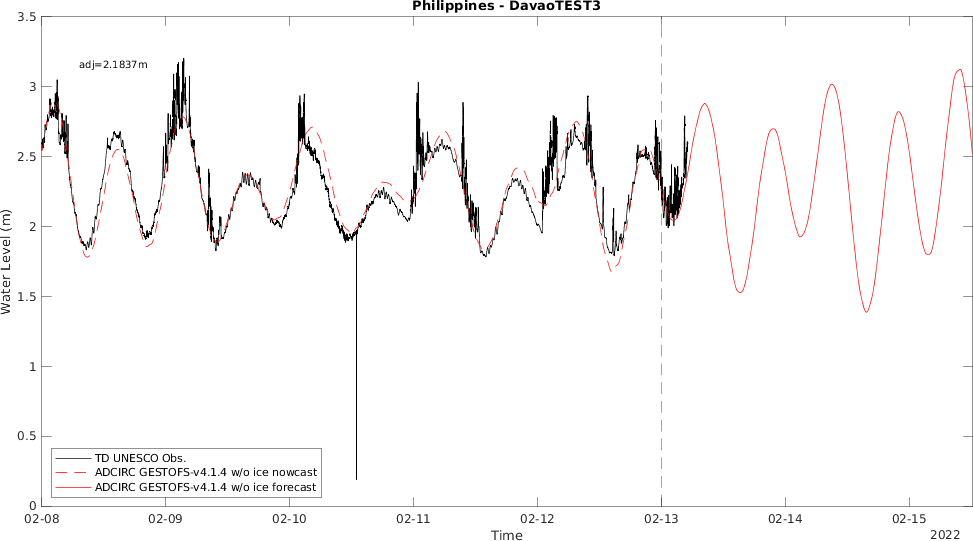 Philippines - DavaoTEST3
3.5
adj=2.1837m
3
2.5
2
Water Level (m)
1.5
1
0.5
TD UNESCO Obs.
ADCIRC GESTOFS-v4.1.4 w/o ice nowcast
ADCIRC GESTOFS-v4.1.4 w/o ice forecast
0
02-08 02-09 02-10 02-11 02-12 02-13 02-14 02-15
Time
2022